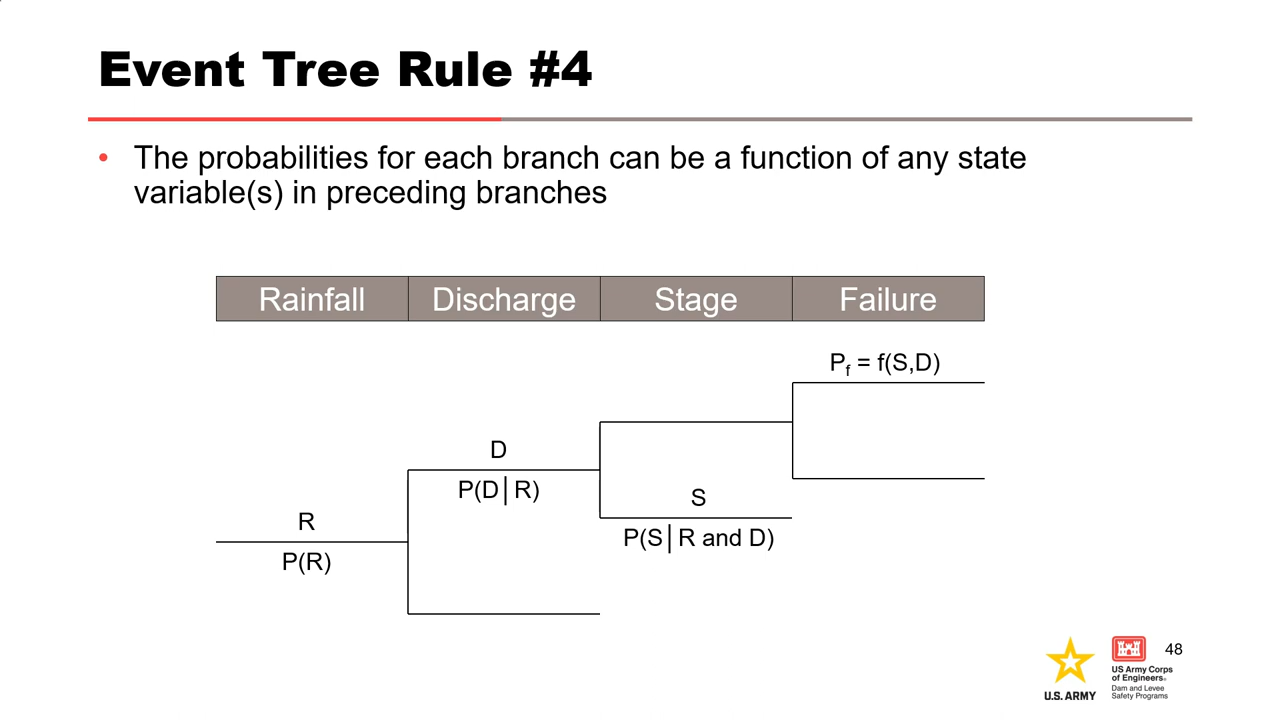 Event Tree Rule #4
• The probabilities for each branch can be a function of any state
variable(s) in preceding branches
Rainfall Discharge Stage Failure
Pf = f(S,D)
D
P(D|R)
S
P(S|R and D)
R
P(R)
48
US Army Corps
of Engineers®
Dam and Levee
Safety Programs
U.S. ARMY